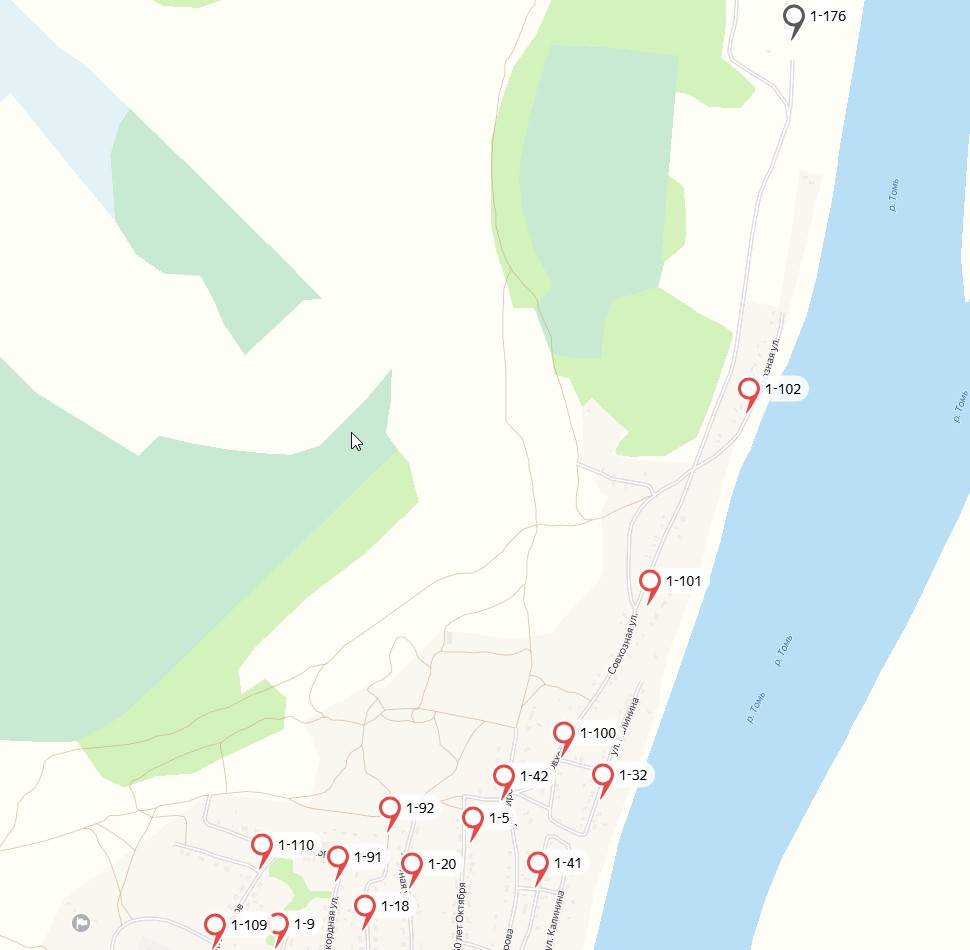 1-176
р. Томь
1-102
р. Томь
1-101
Совхозная ул.
р. Томь
р. Томь
1-100
ул. Калинина
1-42
1-32
1-92
1-5
1-110
1-91
1-20
1-41
1-18
1-109
1-9
50 лет Октября
ул. Калинина